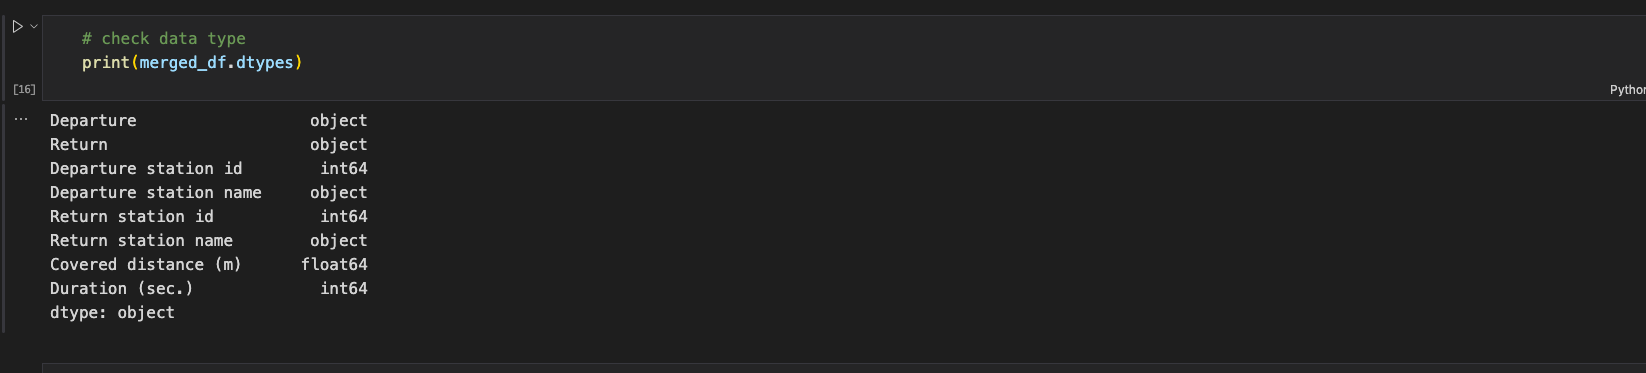 # check data type
print(merged_df.dtypes)
[16]
Python
...
Departure object
Return object
Departure station id int64
Departure station name object
Return station id int64
Return station name object
Covered distance (m) float64
Duration (sec.) int64
dtype: object